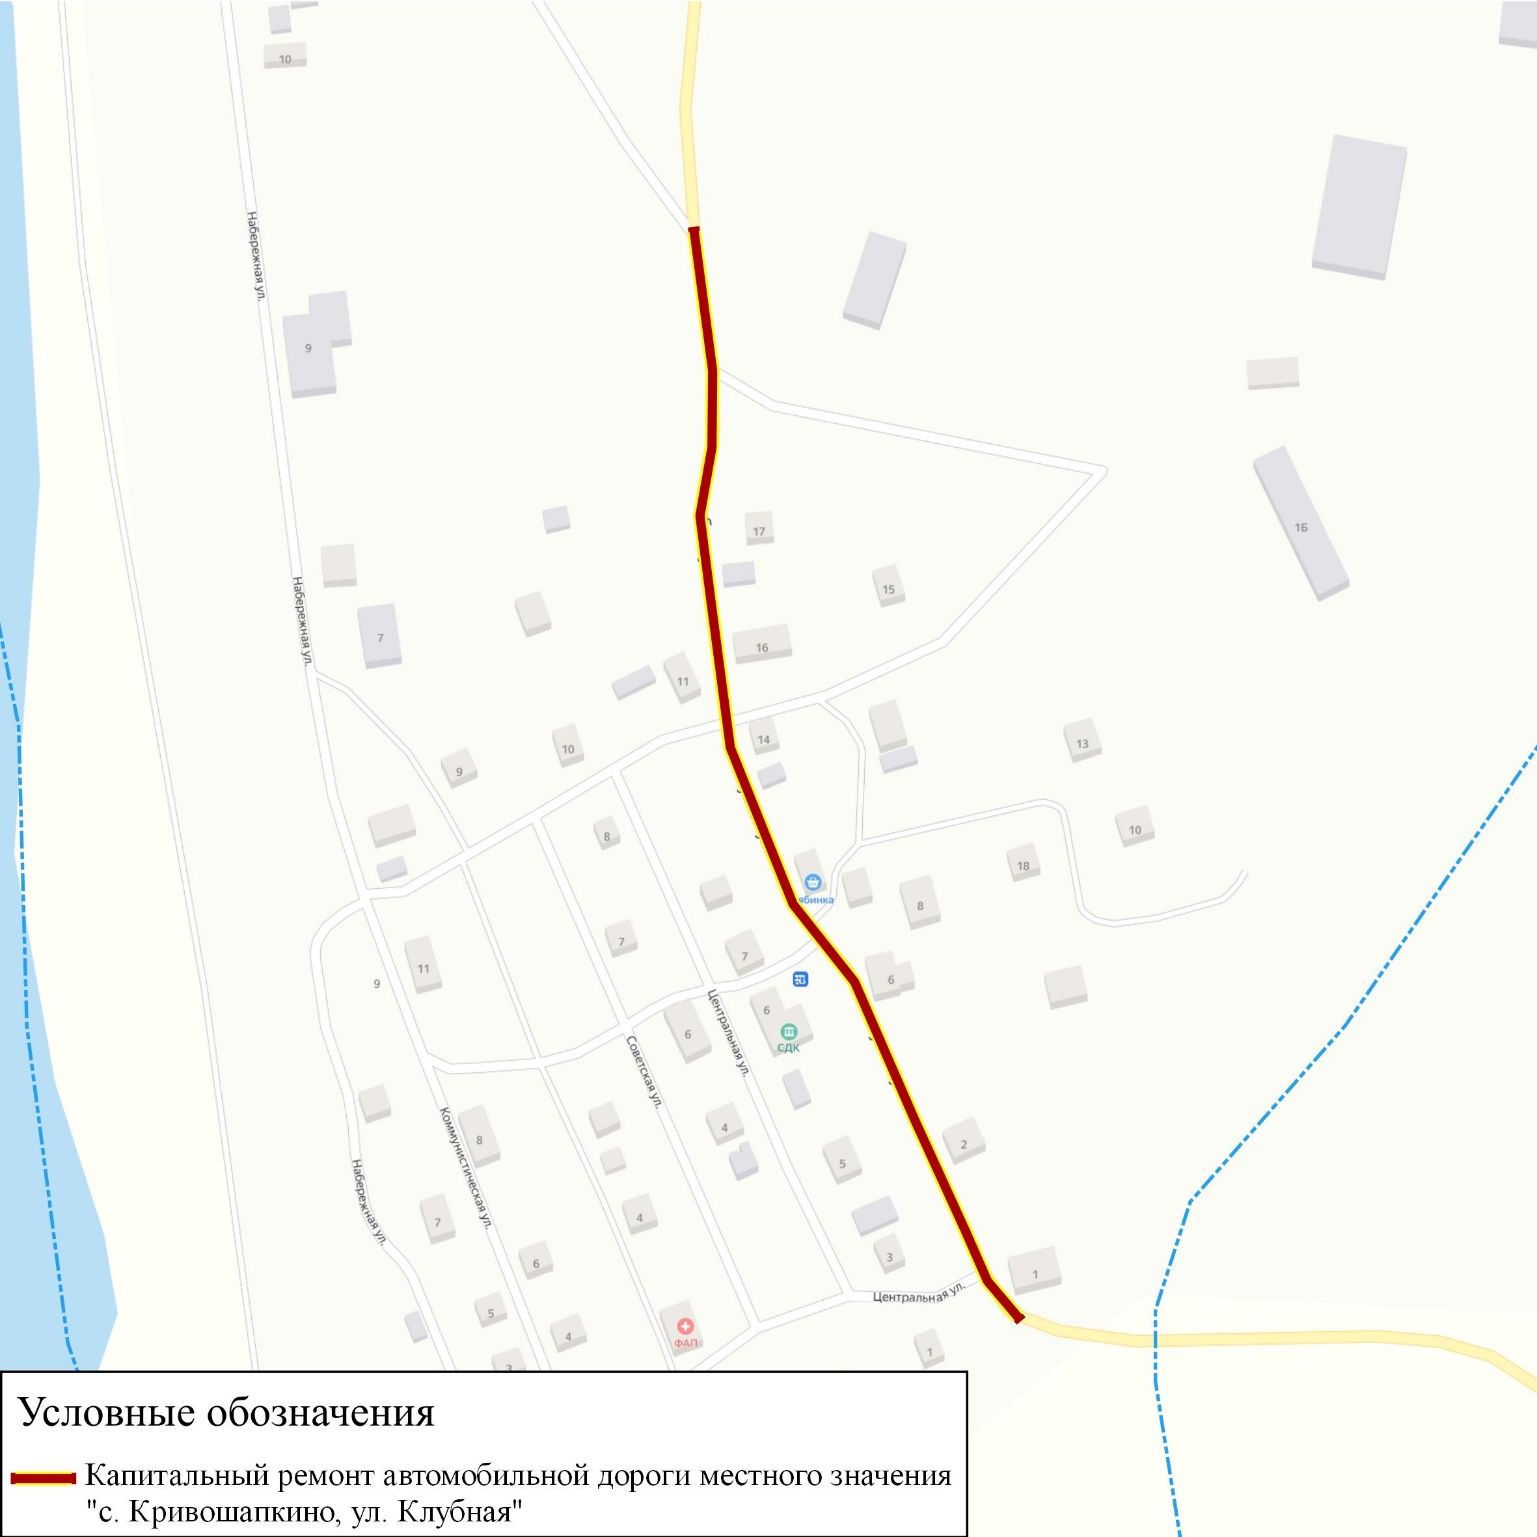 10
Набережная ул.
9
17
1Б
Набережная ул.
15
7
16
11
14
10
13
9
8
10
18
ябинка
8
7
7
11
9
6
6
Центральная ул.
6
СДК
Советская ул.
Коммунистическая ул.
8
4
2
5
Набережная ул.
4
7
3
6
1
Центральная ул.
5
4
ФАП
1
3
Условные обозначения
Капитальный ремонт автомобильной дороги местного значения
"с. Кривошапкино, ул. Клубная"